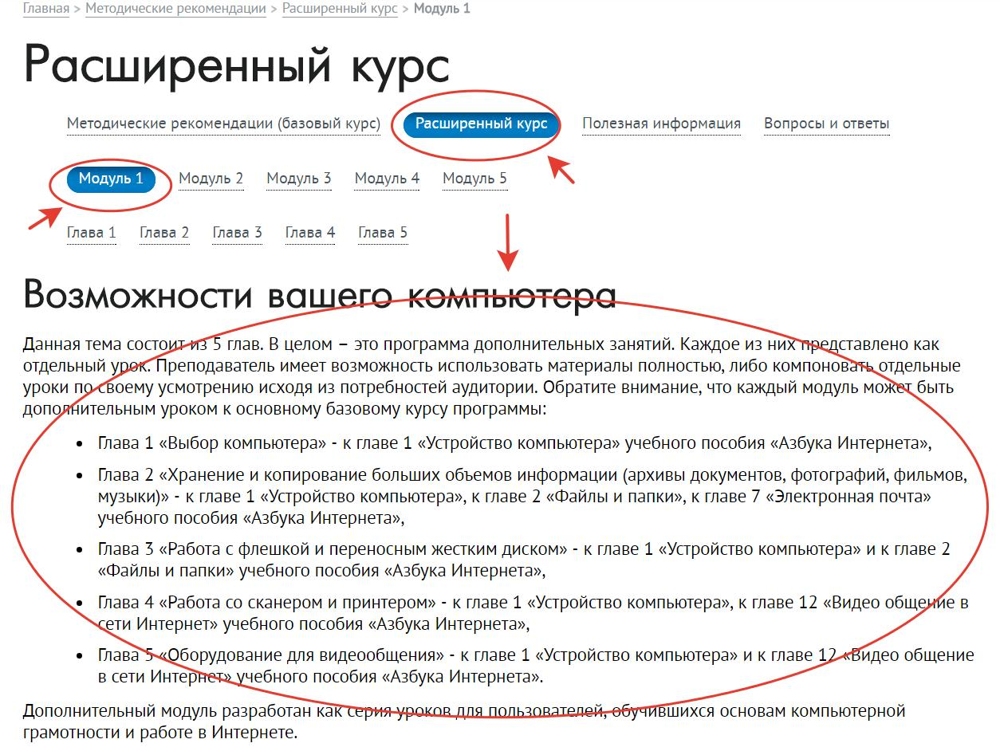 Главная > Методические рекомендации > Расширенный курс > Модуль 1
Расширенный курс
Методические рекомендации (базовый курс) Расширенный курс Полезная информация Вопросы и ответы
Модуль 1 Модуль 2 Модуль 3 Модуль 4 Модуль 5
Глава 1 Глава 2 Глава 3 Глава 4 Глава 5
Возможности вашего компьютера
Данная тема состоит из 5 глав. В целом – это программа дополнительных занятий. Каждое из них представлено как
отдельный урок. Преподаватель имеет возможность использовать материалы полностью, либо компоновать отдельные
уроки по своему усмотрению исходя из потребностей аудитории. Обратите внимание, что каждый модуль может быть
дополнительным уроком к основному базовому курсу программы:
• Глава 1 «Выбор компьютера» - к главе 1 «Устройство компьютера» учебного пособия «Азбука Интернета»,
• Глава 2 «Хранение и копирование больших объемов информации (архивы документов, фотографий, фильмов,
музыки)» - к главе 1 «Устройство компьютера», к главе 2 «Файлы и папки», к главе 7 «Электронная почта»
учебного пособия «Азбука Интернета»,
• Глава 3 «Работа с флешкой и переносным жестким диском» - к главе 1 «Устройство компьютера» и к главе 2
«Файлы и папки» учебного пособия «Азбука Интернета»,
• Глава 4 «Работа со сканером и принтером» - к главе 1 «Устройство компьютера», к главе 12 «Видео общение в
сети Интернет» учебного пособия «Азбука Интернета»,
• Глава 5 «Оборудование для видеообщения» - к главе 1 «Устройство компьютера» и к главе 12 «Видео общение
в сети Интернет» учебного пособия «Азбука Интернета».
Дополнительный модуль разработан как серия уроков для пользователей, обучившихся основам компьютерной
грамотности и работе в Интернете.